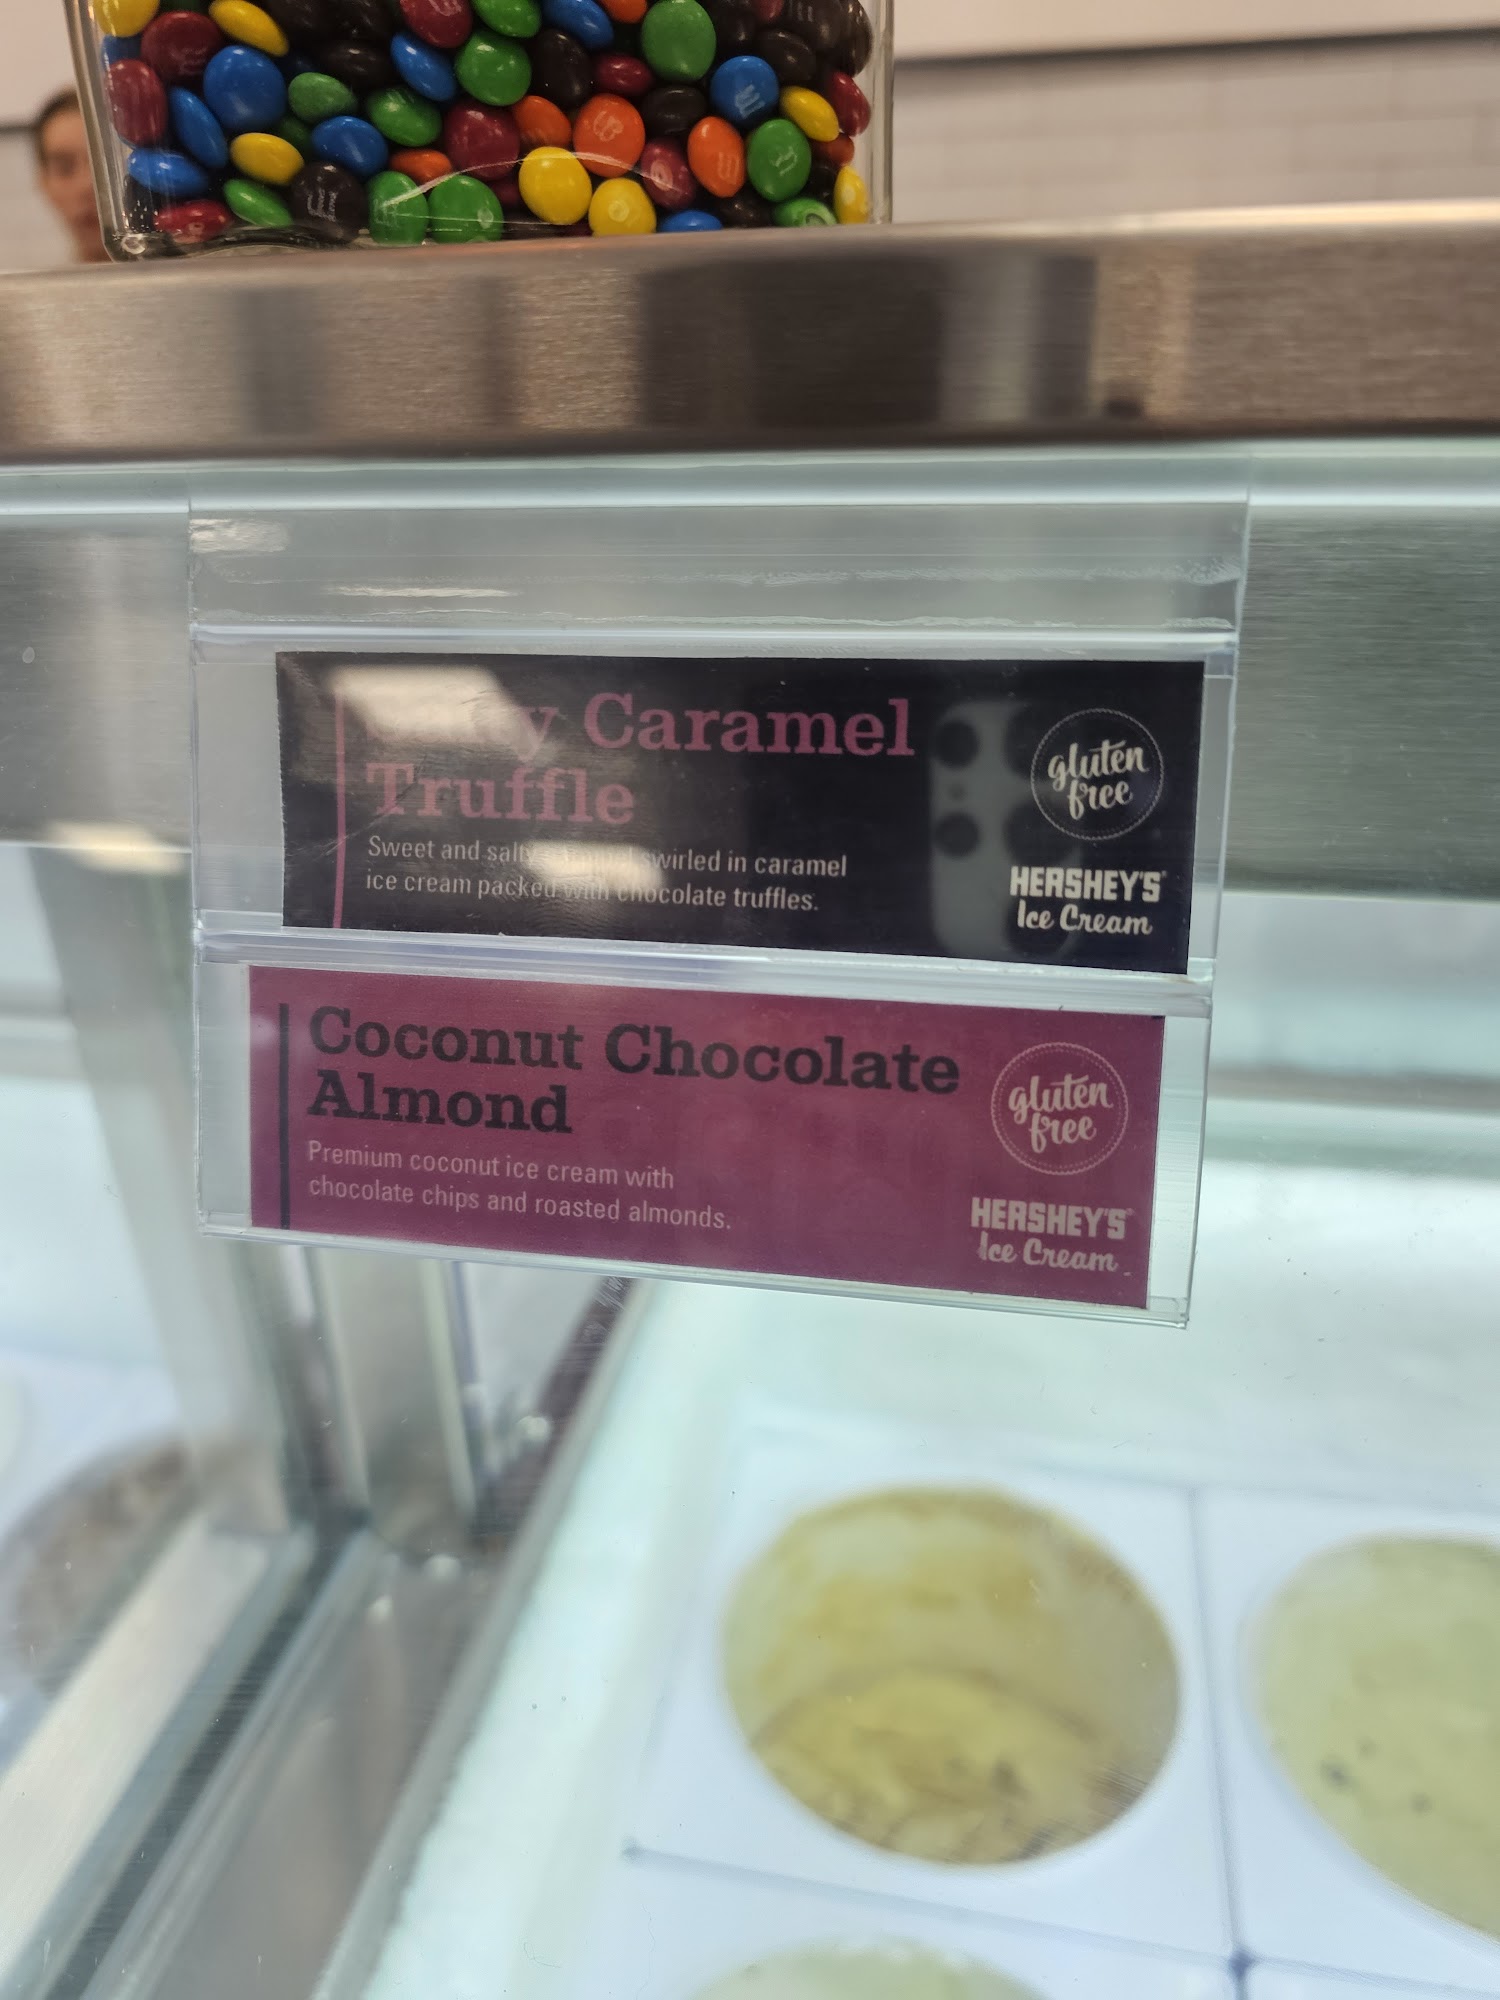 Caramel
Truffle
Sweet and salty swirled in caramel
ice cream packed with chocolate truffles.
gluten
free
HERSHEY'S
Ice Cream
Coconut Chocolate
Almond
Premium coconut ice cream with
chocolate chips and roasted almonds.
gluten
free
HERSHEY'S
Ice Cream